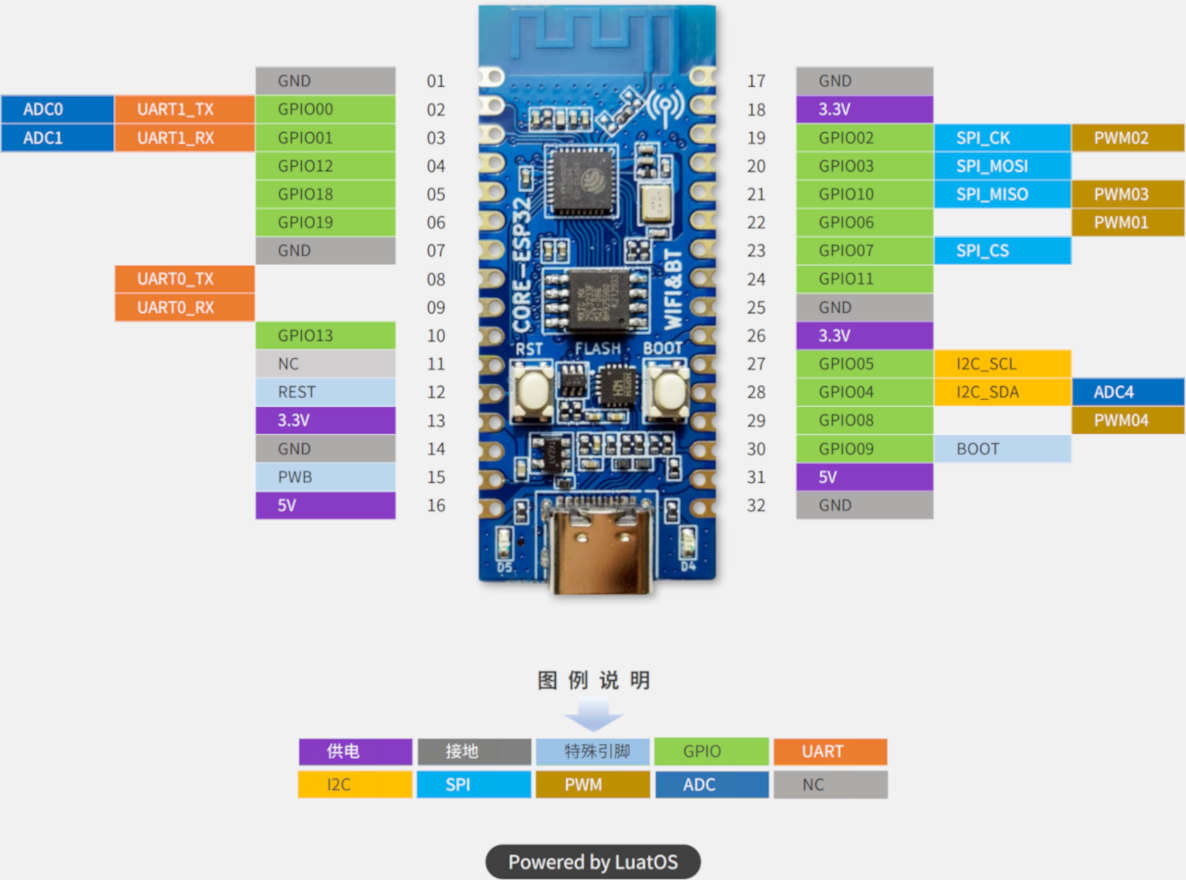 GND 01
ADC0 UART1_TX GPIO00 02
ADC1 UART1_RX GPIO01 03
GPIO12 04
GPIO18 05
GPIO19 06
GND 07
UART0_TX 08
UART0_RX 09
GPIO13 10
NC 11
REST 12
3.3V 13
GND 14
PWB 15
5V 16
CORE-ESP32
WIFI&BT
RST FLASH BOOT
D5 D4
17 GND
18 3.3V
19 GPIO02 SPI_CK PWM02
20 GPIO03 SPI_MOSI
21 GPIO10 SPI_MISO PWM03
22 GPIO06 PWM01
23 GPIO07 SPI_CS
24 GPIO11
25 GND
26 3.3V
27 GPIO05 I2C_SCL
28 GPIO04 I2C_SDA ADC4
29 GPIO08 PWM04
30 GPIO09 BOOT
31 5V
32 GND
图例说明
供电 接地 特殊引脚 GPIO UART
I2C SPI PWM ADC NC
Powered by LuatOS